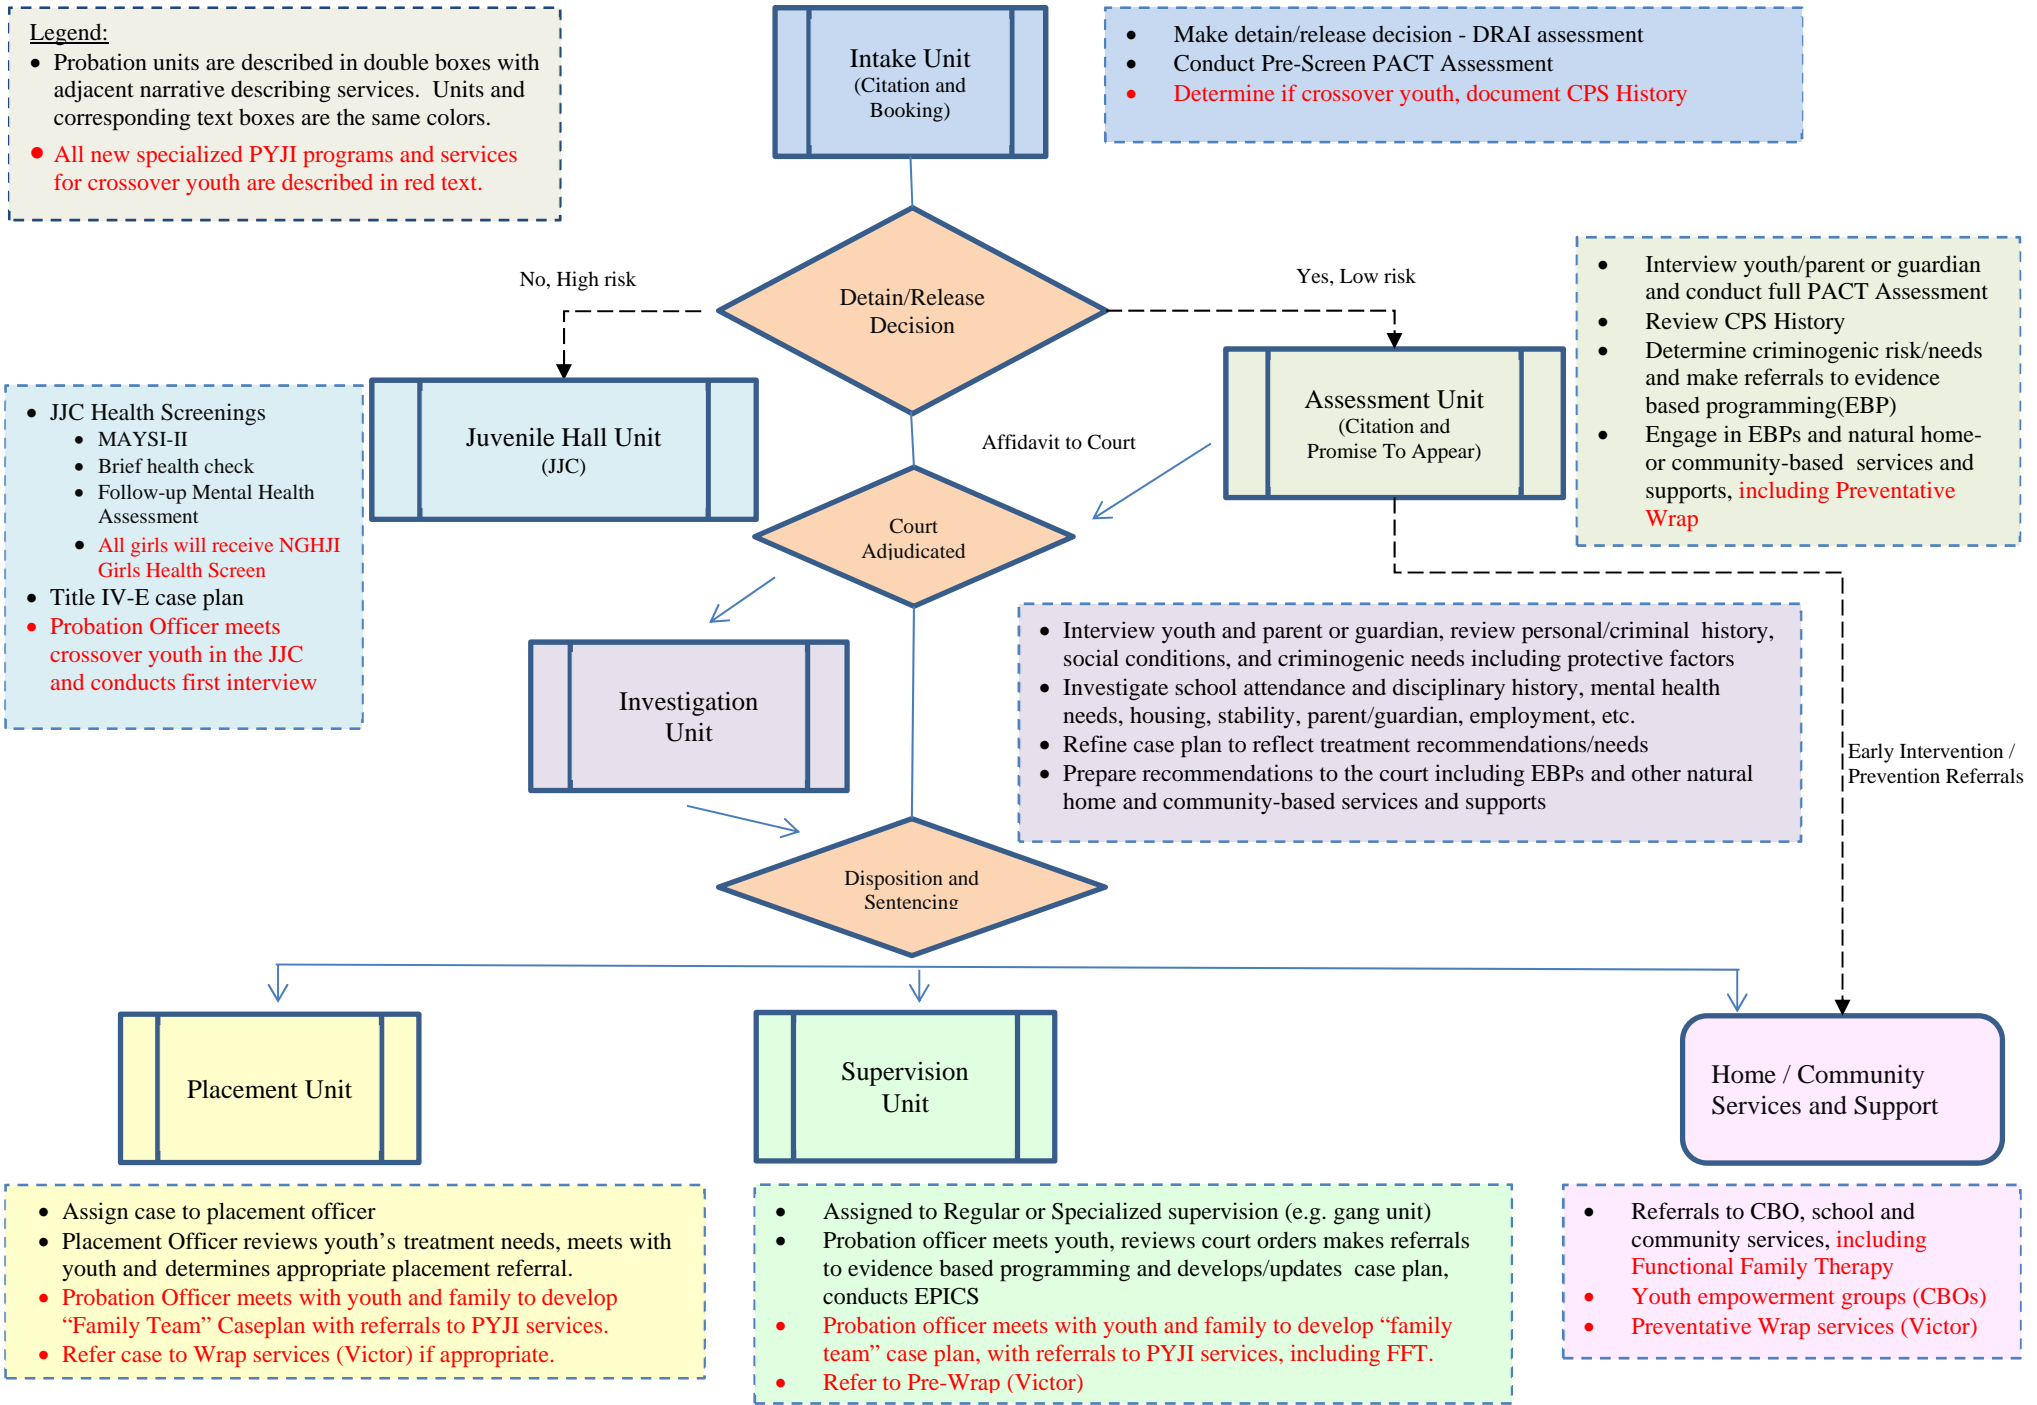 Legend:
• Probation units are described in double boxes with
adjacent narrative describing services. Units and
corresponding text boxes are the same colors.
• All new specialized PYJI programs and services
for crossover youth are described in red text.
Intake Unit
(Citation and
Booking)
• Make detain/release decision - DRAI assessment
• Conduct Pre-Screen PACT Assessment
• Determine if crossover youth, document CPS History
No, High risk
Detain/Release
Decision
Yes, Low risk
• Interview youth/parent or guardian
and conduct full PACT Assessment
• Review CPS History
• Determine criminogenic risk/needs
and make referrals to evidence
based programming(EBP)
• Engage in EBPs and natural home-
or community-based services and
supports, including Preventative
Wrap
• JJC Health Screenings
• MAYSI-II
• Brief health check
• Follow-up Mental Health
Assessment
• All girls will receive NGHJI
Girls Health Screen
• Title IV-E case plan
• Probation Officer meets
crossover youth in the JJC
and conducts first interview
Juvenile Hall Unit
(JJC)
Assessment Unit
(Citation and
Promise To Appear)
Affidavit to Court
Court
Adjudicated
Investigation
Unit
• Interview youth and parent or guardian, review personal/criminal history,
social conditions, and criminogenic needs including protective factors
• Investigate school attendance and disciplinary history, mental health
needs, housing, stability, parent/guardian, employment, etc.
• Refine case plan to reflect treatment recommendations/needs
• Prepare recommendations to the court including EBPs and other natural
home and community-based services and supports
Early Intervention /
Prevention Referrals
Disposition and
Sentencing
Placement Unit
Supervision
Unit
Home / Community
Services and Support
• Assign case to placement officer
• Placement Officer reviews youth’s treatment needs, meets with
youth and determines appropriate placement referral.
• Probation Officer meets with youth and family to develop
“Family Team” Caseplan with referrals to PYJI services.
• Refer case to Wrap services (Victor) if appropriate.
• Assigned to Regular or Specialized supervision (e.g. gang unit)
• Probation officer meets youth, reviews court orders makes referrals
to evidence based programming and develops/updates case plan,
conducts EPICS
• Probation officer meets with youth and family to develop “family
team” case plan, with referrals to PYJI services, including FFT.
• Refer to Pre-Wrap (Victor)
• Referrals to CBO, school and
community services, including
Functional Family Therapy
• Youth empowerment groups (CBOs)
• Preventative Wrap services (Victor)